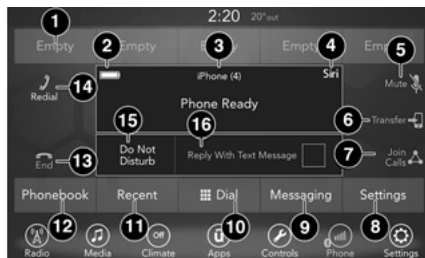 2:20 20°out
1
Empty Empty Empty Empty Empty
2 3 4 5
iPhone (4) Siri Mute
14
Redial
Phone Ready
15 16 6 Transfer
Do Not
Disturb
Reply With Text Message
13
End
7 Join
Calls
Phonebook Recent Dial Messaging Settings
12 11 Off 10 9 8
Radio Media Climate Apps Controls Phone Settings